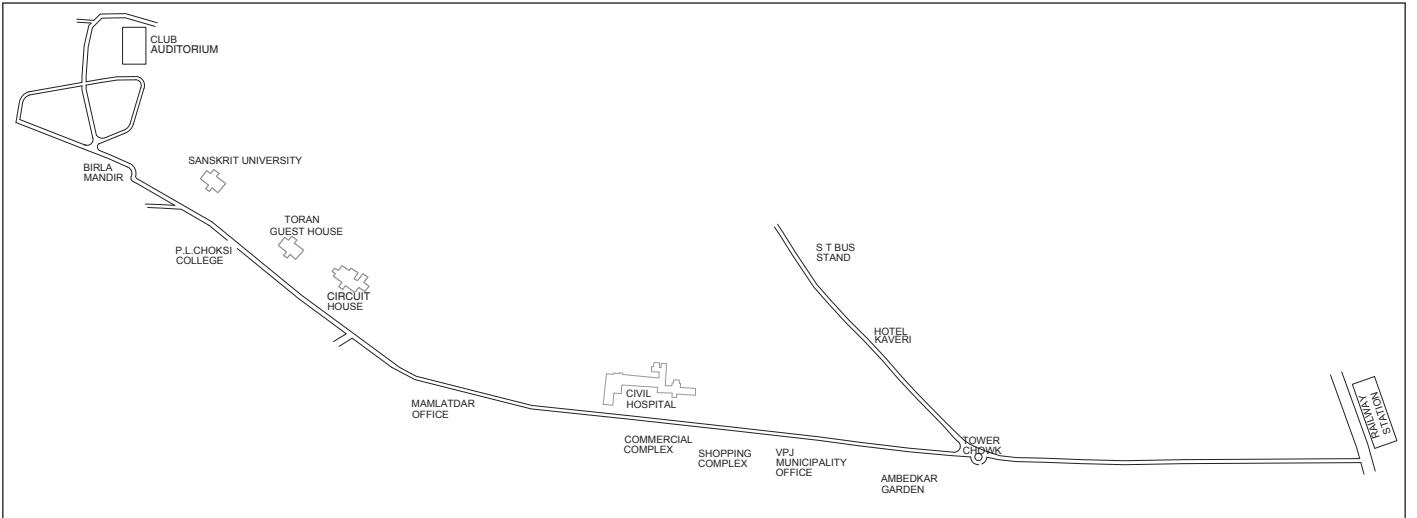 CLUB
AUDITORIUM
SANSKRIT UNIVERSITY
BIRLA
MANDIR
TORAN
GUEST HOUSE
P.L.CHOKSI
COLLEGE
CIRCUIT
HOUSE
S T BUS
STAND
HOTEL
KAVERI
MAMLATDAR
OFFICE
CIVIL
HOSPITAL
COMMERCIAL
COMPLEX
SHOPPING
COMPLEX
VPJ
MUNICIPALITY
OFFICE
AMBEDKAR
GARDEN
TOWER
CHOWK
RAILWAY
STATION